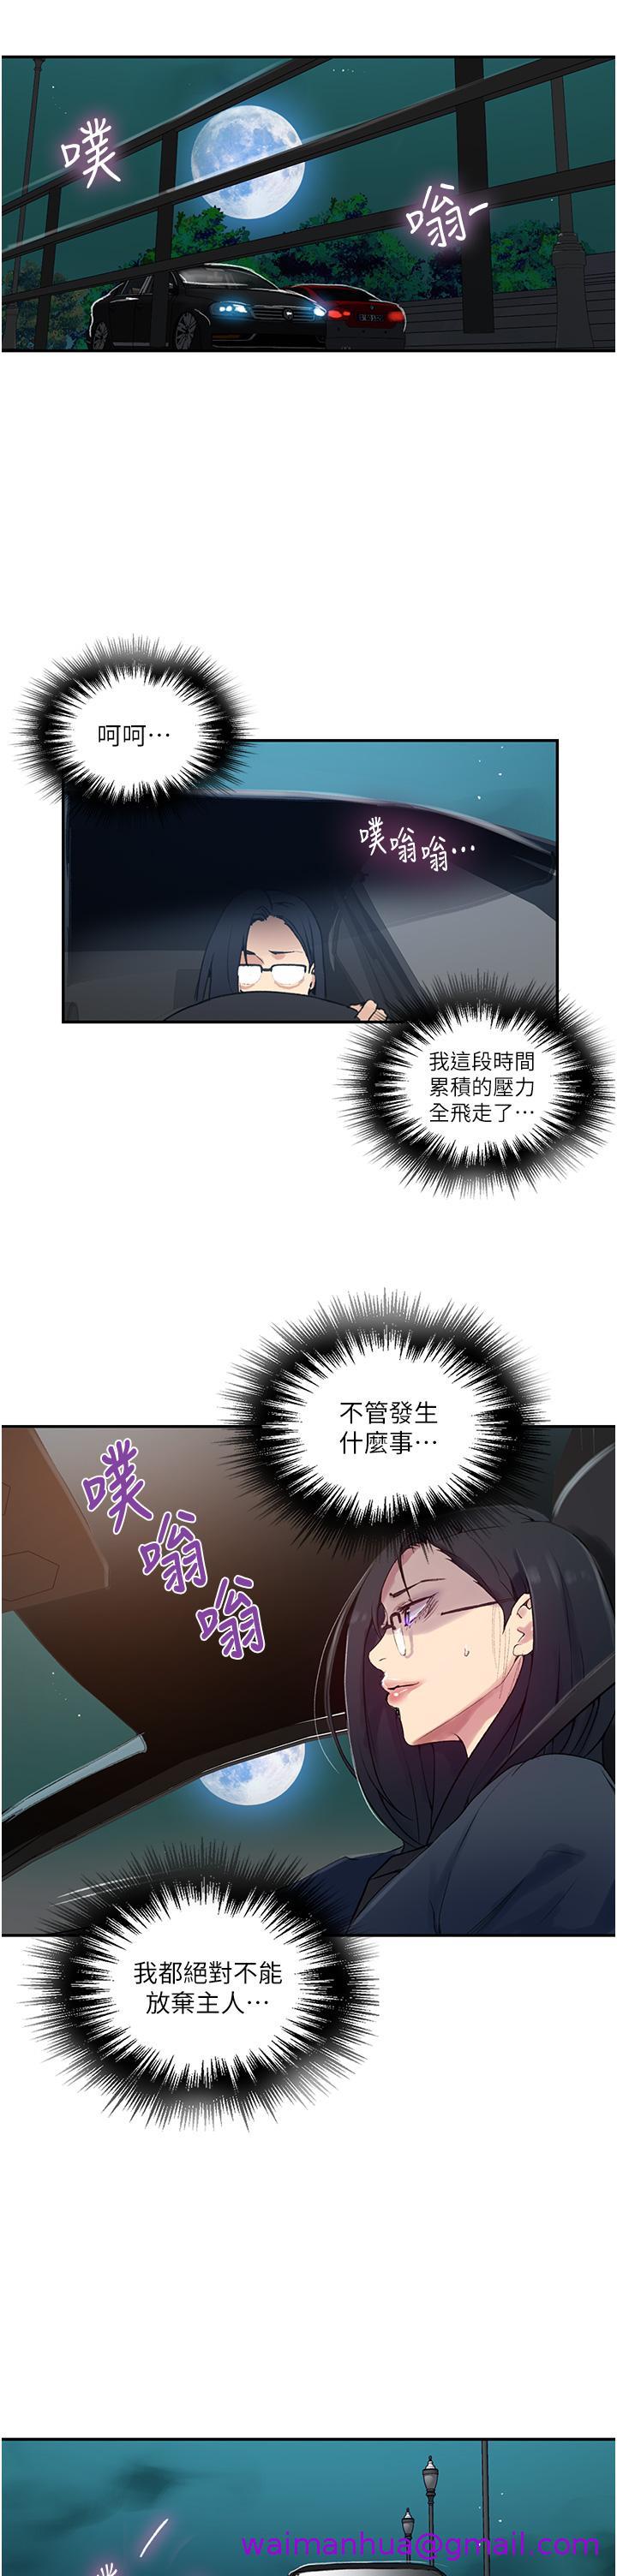 噗
嗡~
呵呵…
噗嗡嗡…
我這段時間
累積的壓力
全飛走了…
不管發生
什麼事…
噗
嗡
嗡
我都絕對不能
放棄主人…
waimanhua@gmail.com
噗